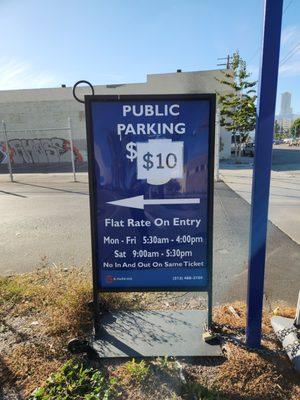 PUBLIC
PARKING
$ $10
Flat Rate On Entry
Mon - Fri 5:30am - 4:00pm
Sat 9:00am - 5:30pm
No In And Out On Same Ticket